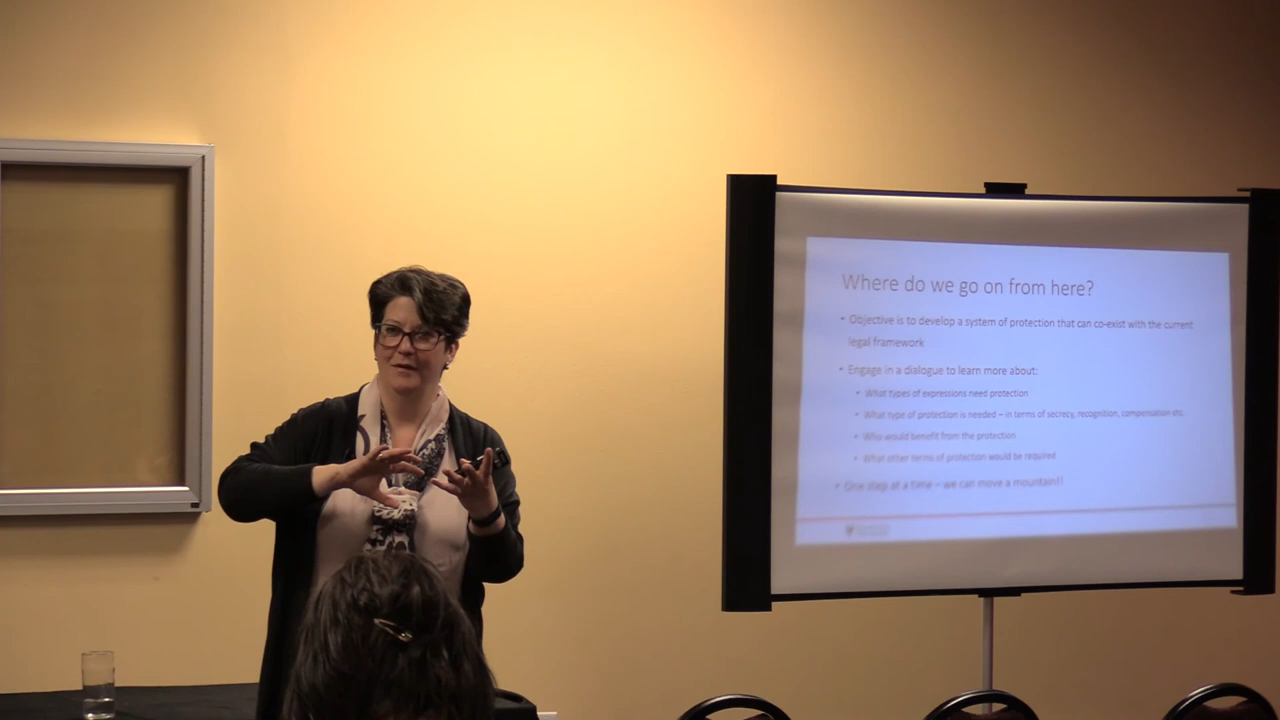 Where do we go on from here?
• Objective is to develop a system of protection that can co-exist with the current
legal framework
• Engage in a dialogue to learn more about:
• What types of expressions need protection
• What type of protection is needed – in terms of secrecy, recognition, compensation etc.
• Who would benefit from the protection
• What other terms of protection would be required
• One step at a time – we can move a mountain!!